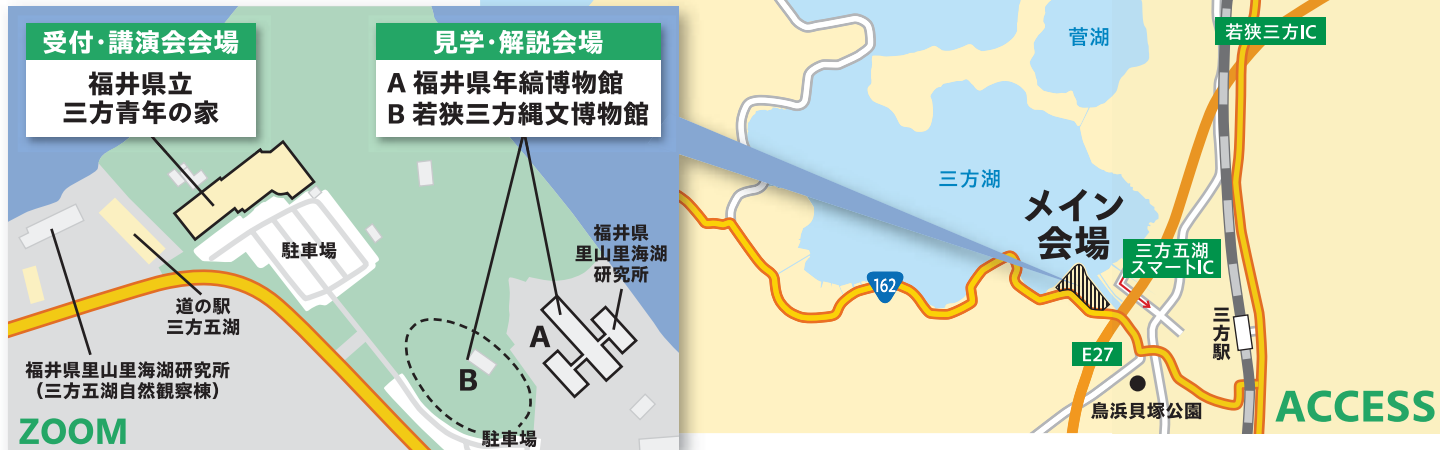 受付・講演会会場
福井県立
三方青年の家
見学・解説会場
A 福井県年縞博物館
B 若狭三方縄文博物館
駐車場
福井県
里山里海湖
研究所
道の駅
三方五湖
A
B
福井県里山里海湖研究所
（三方五湖自然観察棟）
駐車場
ZOOM
菅湖
若狭三方IC
三方湖
メイン
会場
三方五湖
スマートIC
162
三方駅
E27
鳥浜貝塚公園
ACCESS